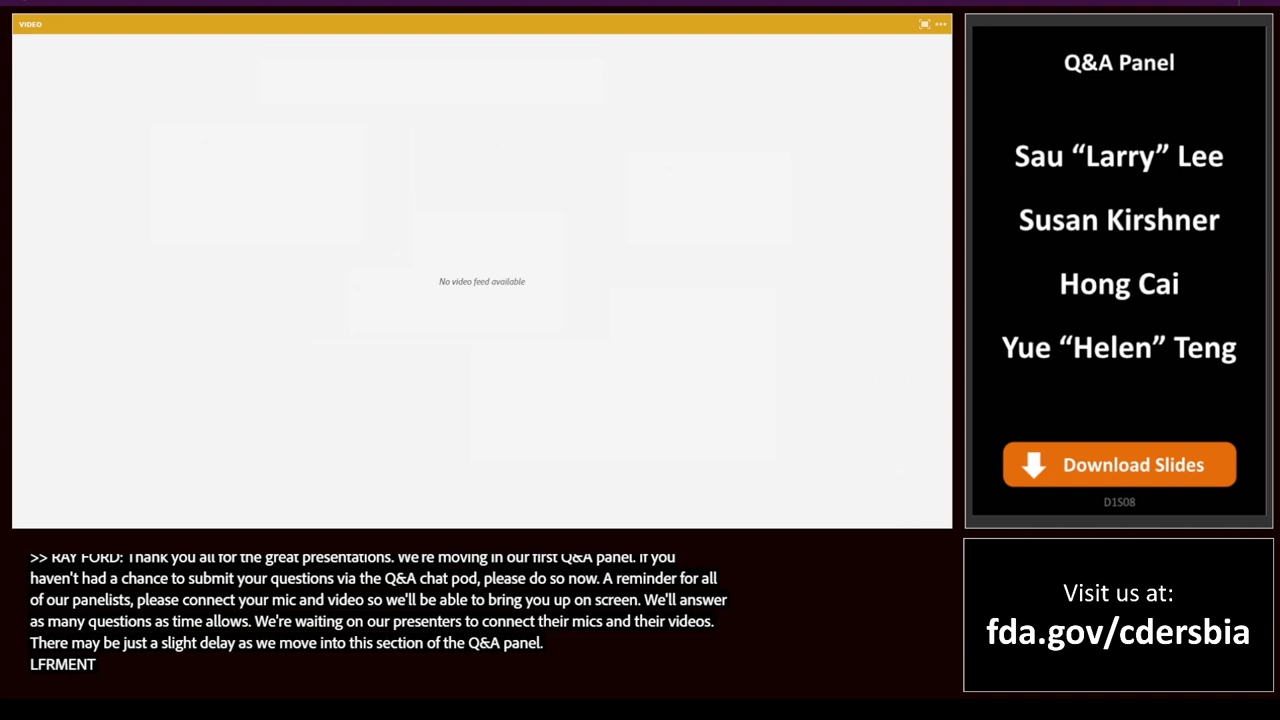 VIDEO
No video feed available
Q&A Panel
Sau “Larry” Lee
Susan Kirshner
Hong Cai
Yue “Helen” Teng
Download Slides
D1S08
>> RAY FORD: Thank you all for the great presentations. We're moving in our first Q&A panel. If you
haven't had a chance to submit your questions via the Q&A chat pod, please do so now. A reminder for all
of our panelists, please connect your mic and video so we'll be able to bring you up on screen. We'll answer
as many questions as time allows. We're waiting on our presenters to connect their mics and their videos.
There may be just a slight delay as we move into this section of the Q&A panel.
LFRMENT
Visit us at:
fda.gov/cdersbia